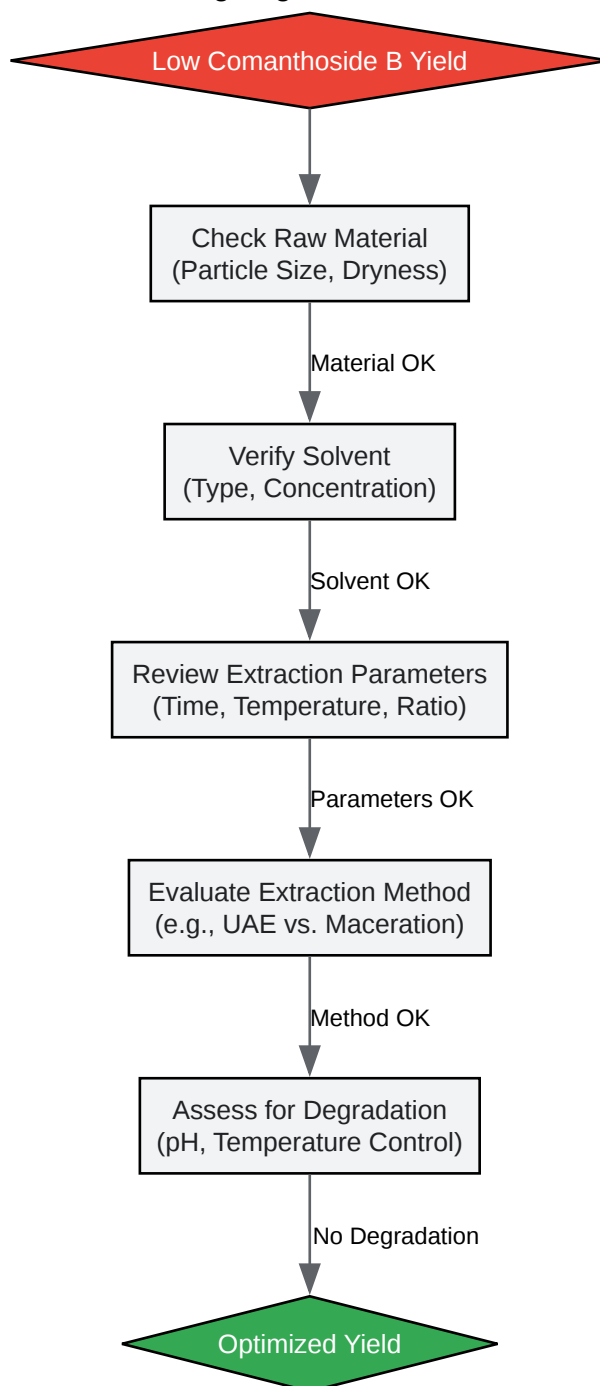 Low Comanthoside B Yield
Check Raw Material
(Particle Size, Dryness)
Material OK
Verify Solvent
(Type, Concentration)
Solvent OK
Review Extraction Parameters
(Time, Temperature, Ratio)
Parameters OK
Evaluate Extraction Method
(e.g., UAE vs. Maceration)
Method OK
Assess for Degradation
(pH, Temperature Control)
No Degradation
Optimized Yield